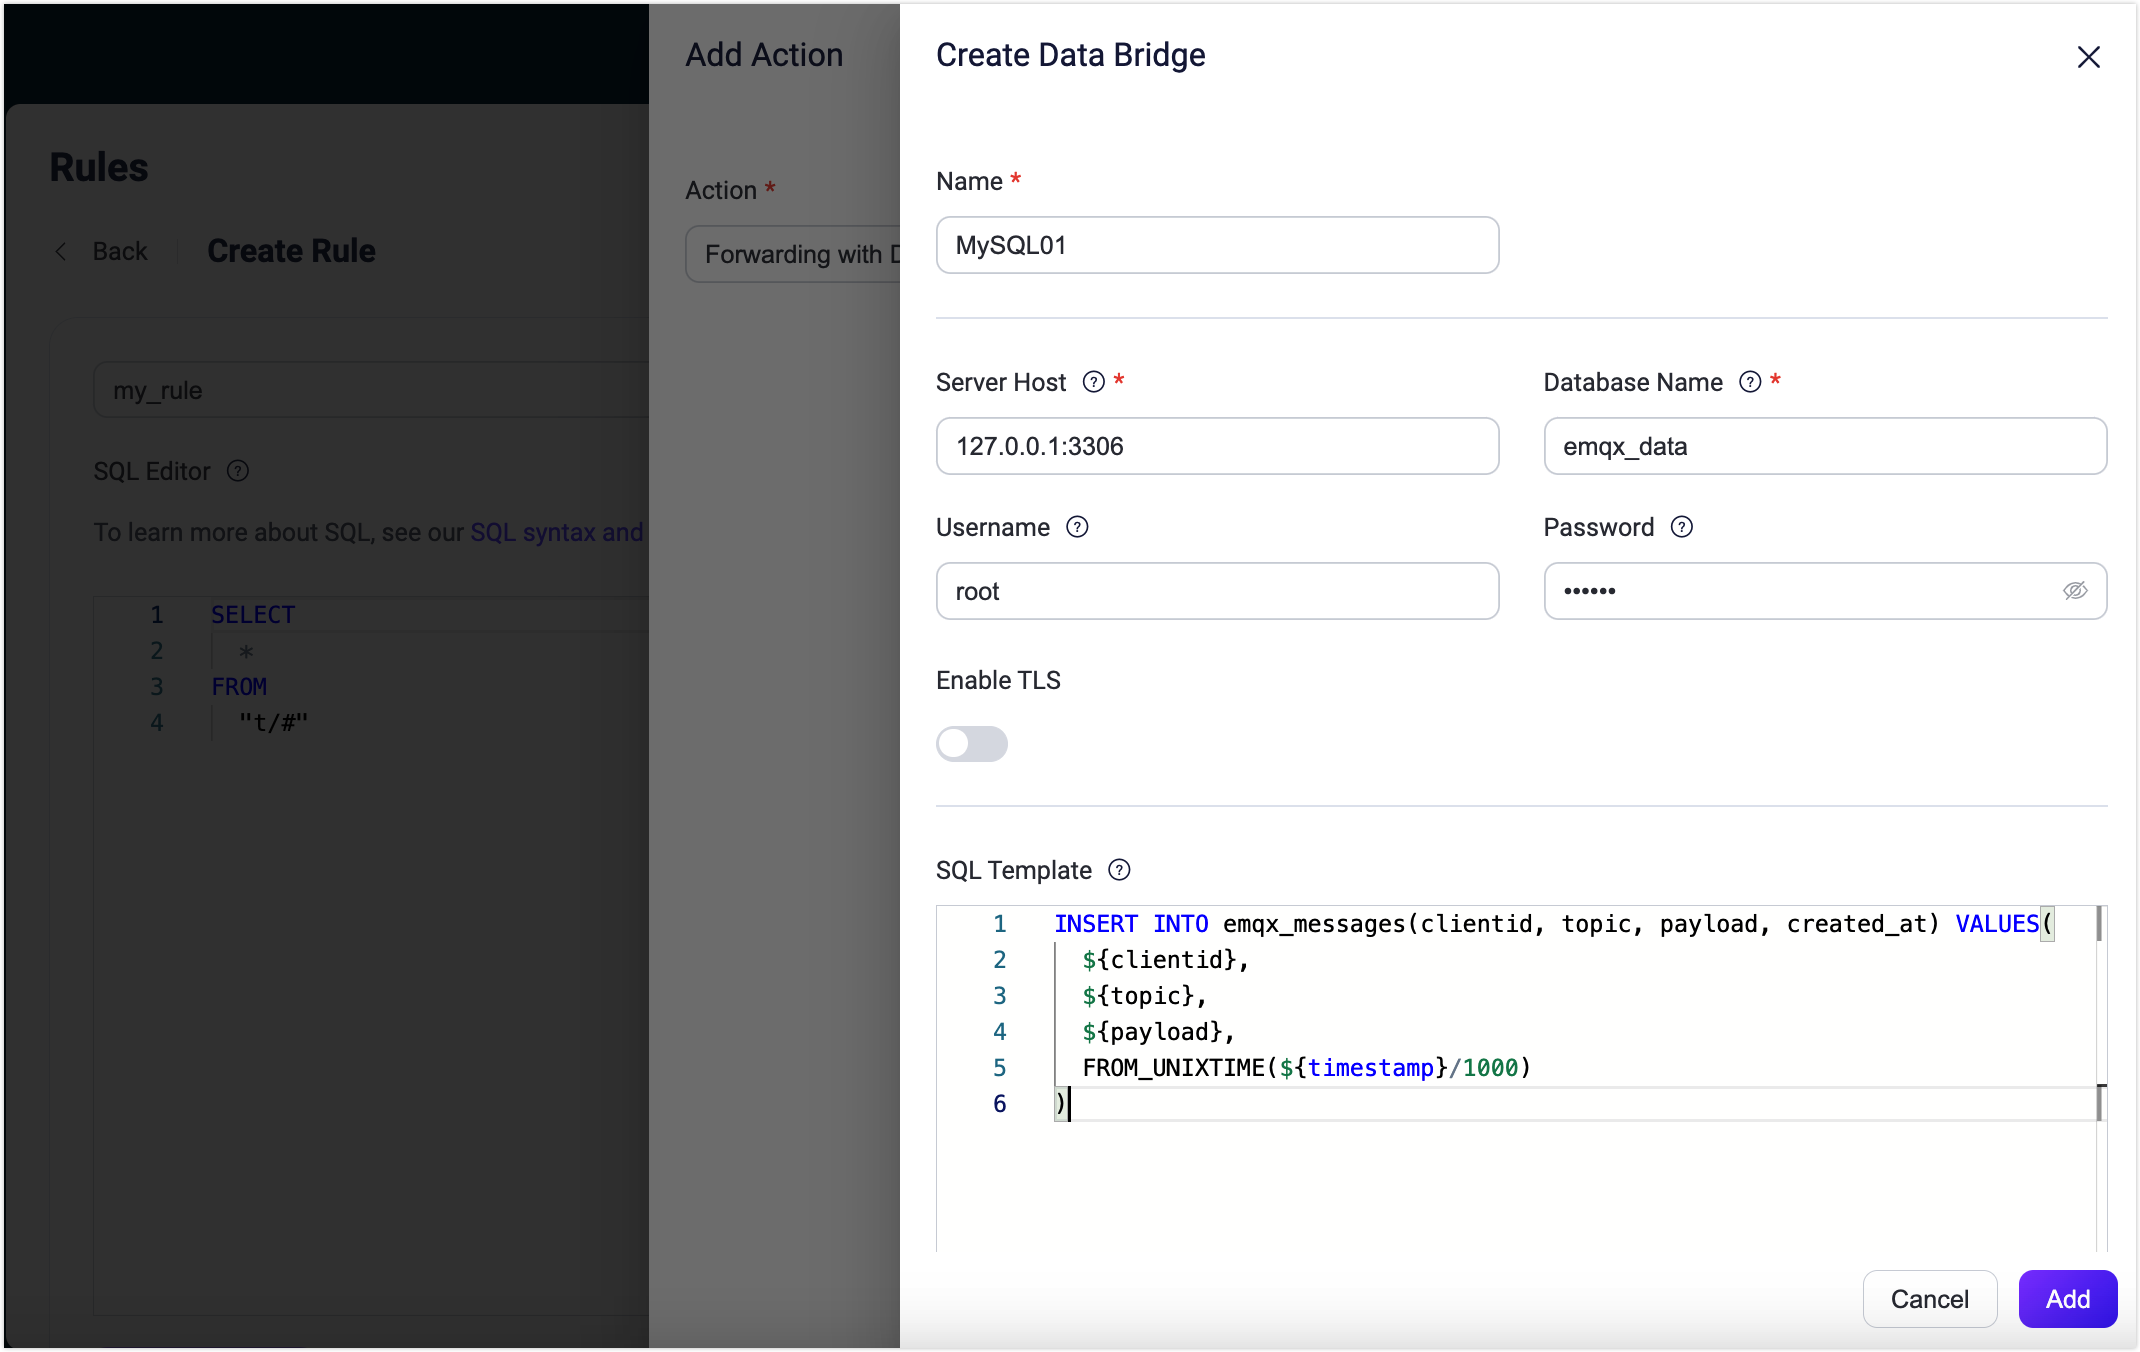 Add Action
Create Data Bridge
Rules
Back
Create Rule
my_rule
SQL Editor
To learn more about SQL, see our SQL syntax and
1 SELECT
2 *
3 FROM
4 "t/#"
Action *
Forwarding with D
Name *
MySQL01
Server Host *
127.0.0.1:3306
Database Name *
emqx_data
Username
root
Password
••••••
Enable TLS
SQL Template
1 INSERT INTO emqx_messages(clientid, topic, payload, created_at) VALUES(
2 ${clientid},
3 ${topic},
4 ${payload},
5 FROM_UNIXTIME(${timestamp}/1000)
6 )
Cancel
Add